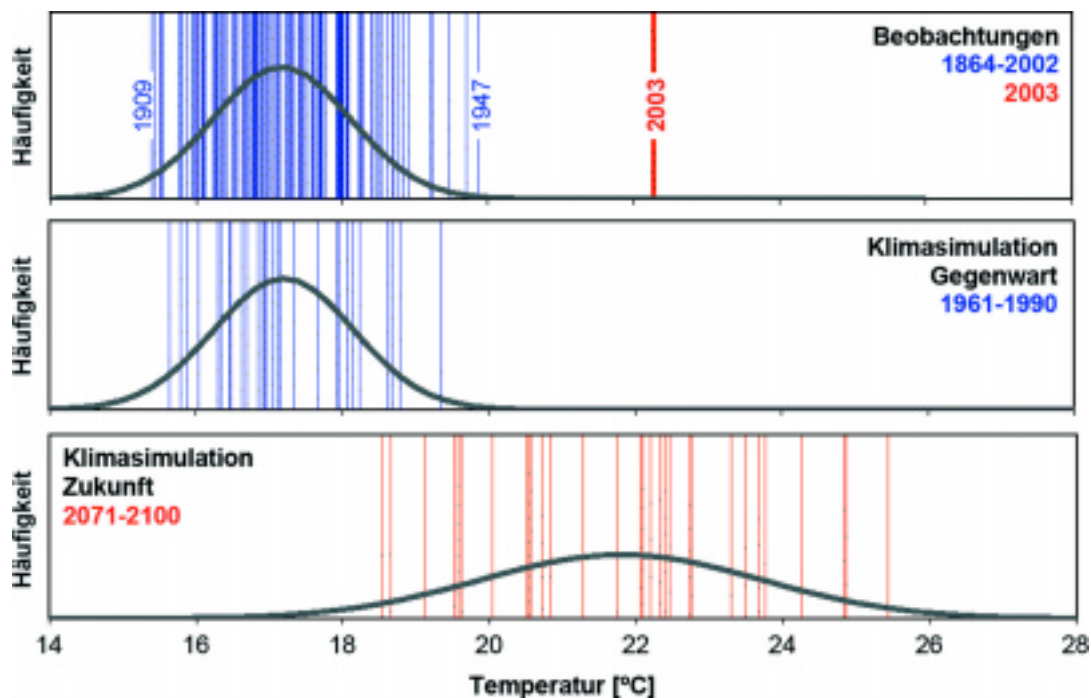 Häufigkeit
1909
1947
2003
Beobachtungen
1864-2002
2003
Häufigkeit
Klimasimulation
Gegenwart
1961-1990
Häufigkeit
Klimasimulation
Zukunft
2071-2100
14 16 18 20 22 24 26 28
Temperatur [ºC]